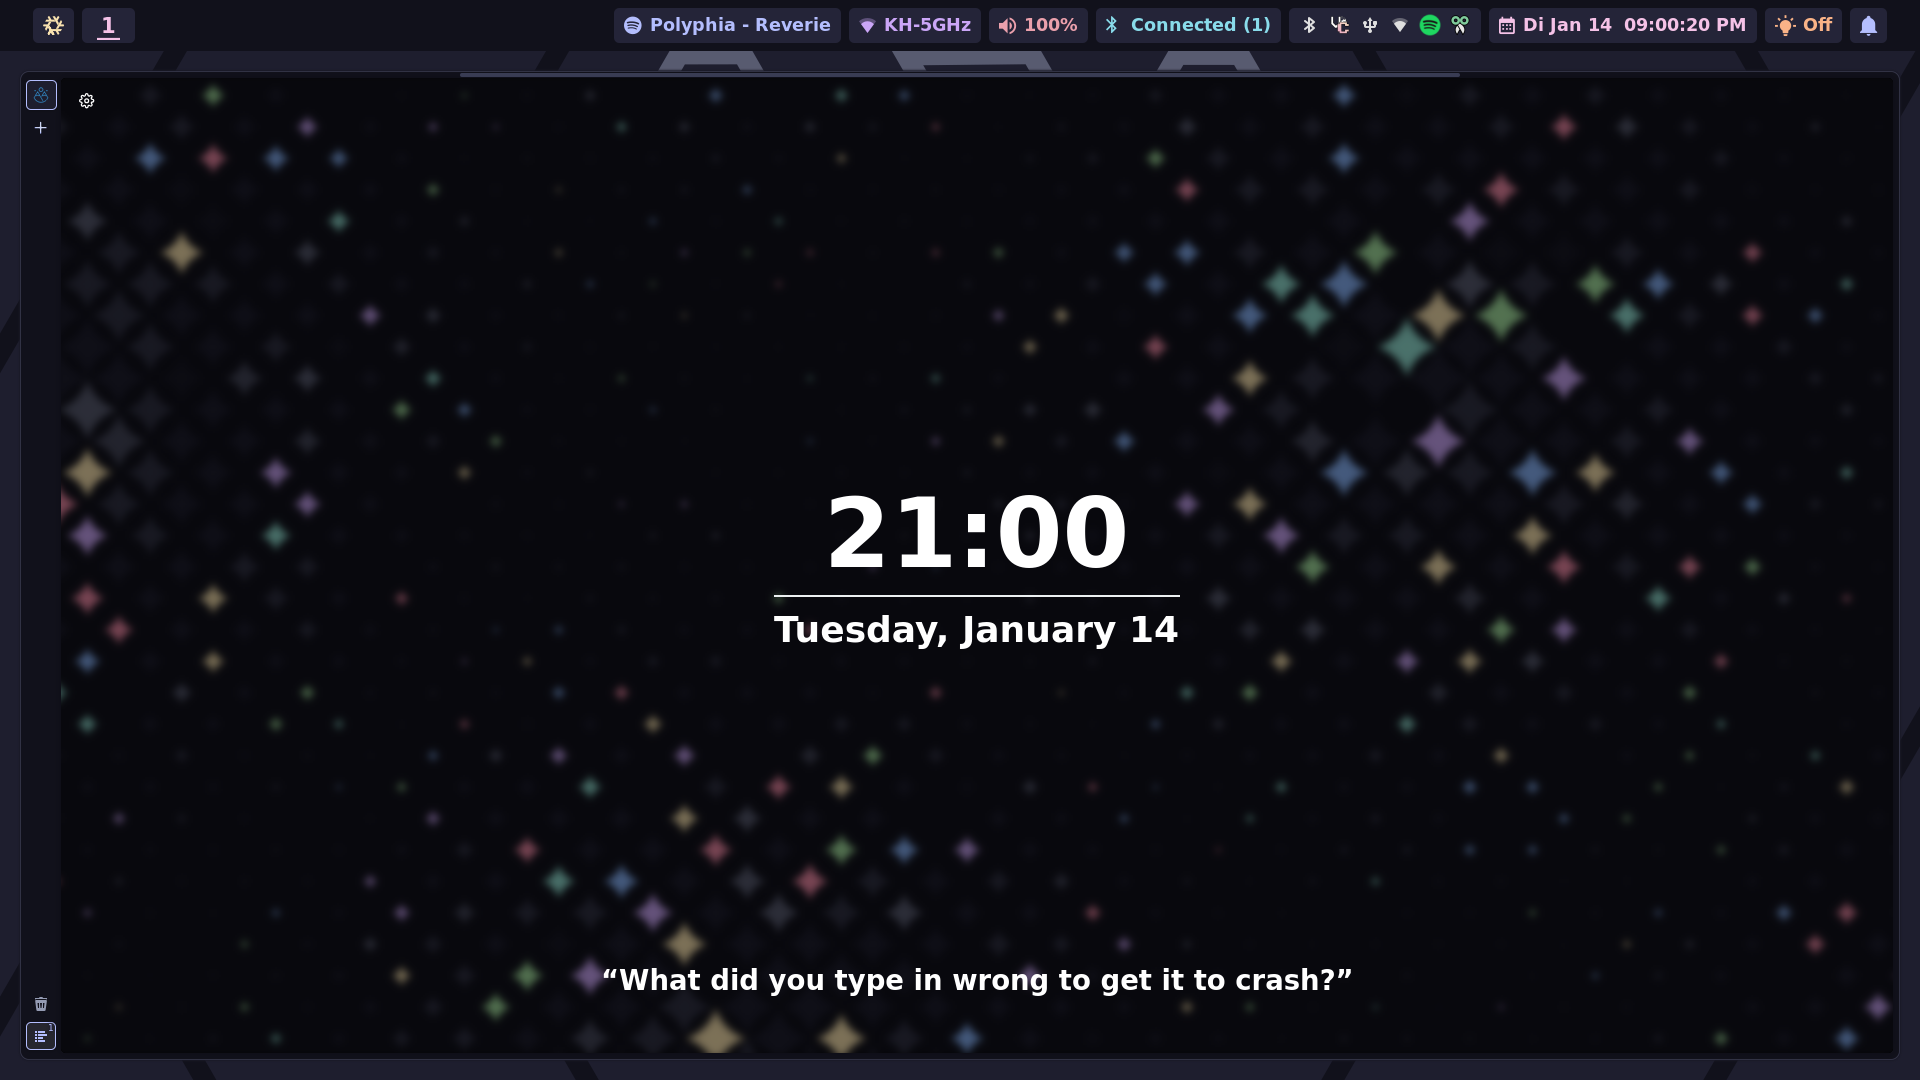 1
Polyphia - Reverie
KH-5GHz
100%
Connected (1)
Di Jan 14 09:00:20 PM
Off
21:00
Tuesday, January 14
“What did you type in wrong to get it to crash?”
1